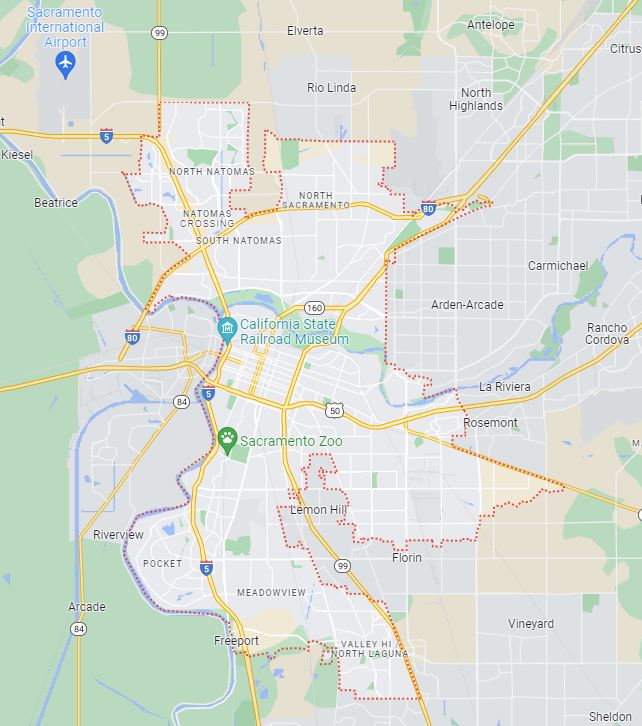 Sacramento
International
Airport
99
Elverta
Antelope
Citrus
Rio Linda
North
Highlands
5
Kiesel
NORTH NATOMAS
Beatrice
NORTH
SACRAMENTO
80
NATOMAS
CROSSING
SOUTH NATOMAS
Carmichael
160
Arden-Arcade
California State
Railroad Museum
Rancho
Cordova
80
La Riviera
5
84
50
Rosemont
Sacramento Zoo
Lemon Hill
Riverview
Florin
POCKET
5
99
MEADOWVIEW
Arcade
84
Vineyard
Freeport
VALLEY HI
NORTH LAGUNA
Sheldon